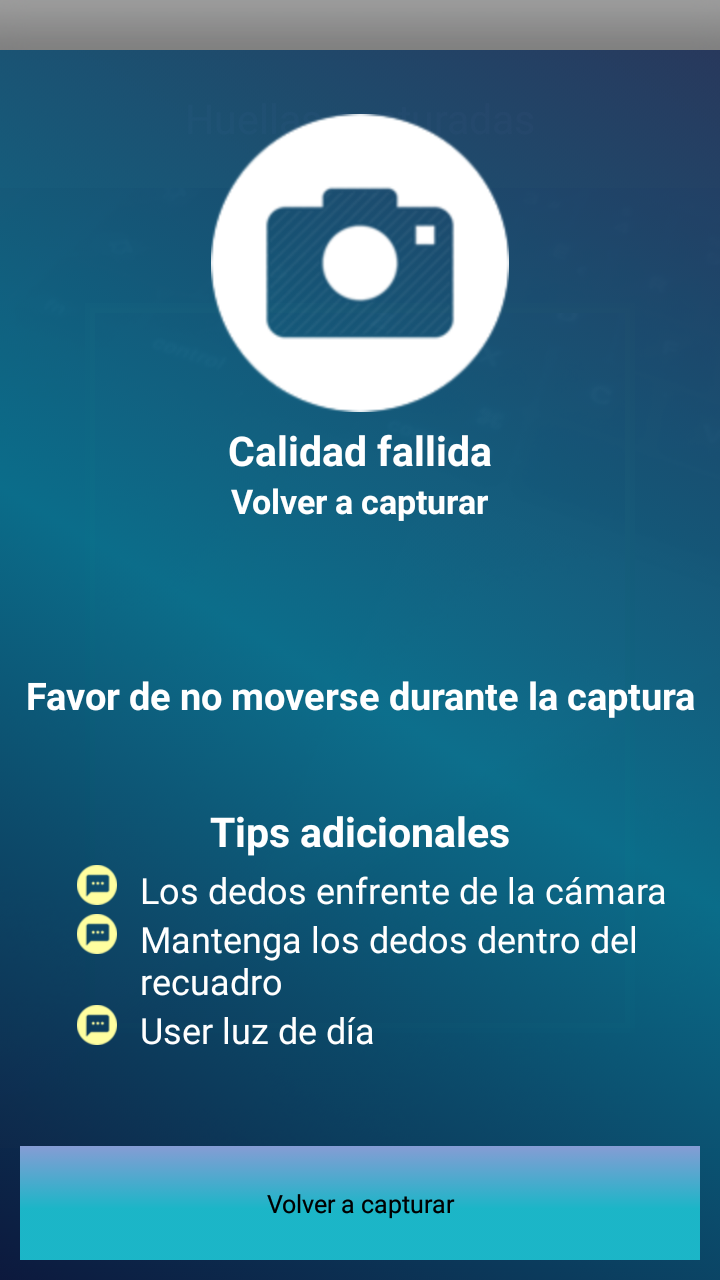 Calidad fallida
Volver a capturar
Favor de no moverse durante la captura
Tips adicionales
Los dedos enfrente de la cámara
Mantenga los dedos dentro del
recuadro
User luz de día
Volver a capturar